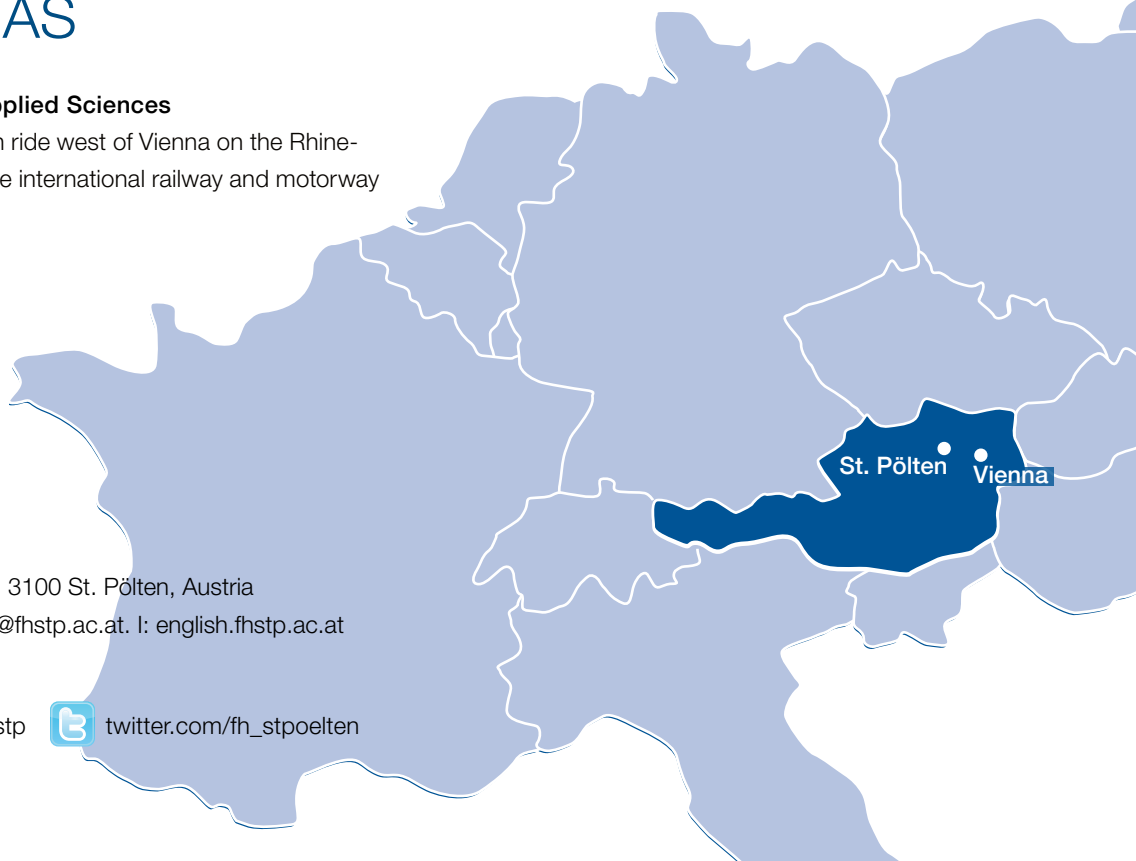 AS
pplied Sciences
ride west of Vienna on the Rhine-
e international railway and motorway
St. Pölten
Vienna
3100 St. Pölten, Austria
@fhstp.ac.at. I: english.fhstp.ac.at
stp
twitter.com/fh_stpoelten